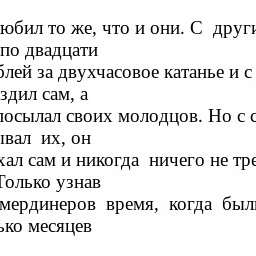 юбил то же, что и они. С други
по двадцати
блей за двухчасовое катанье и с
здил сам, а
посылал своих молодцов. Но с с
ывал их, он
хал сам и никогда ничего не тре
Только узнав
мердинеров время, когда был
ько месяцев